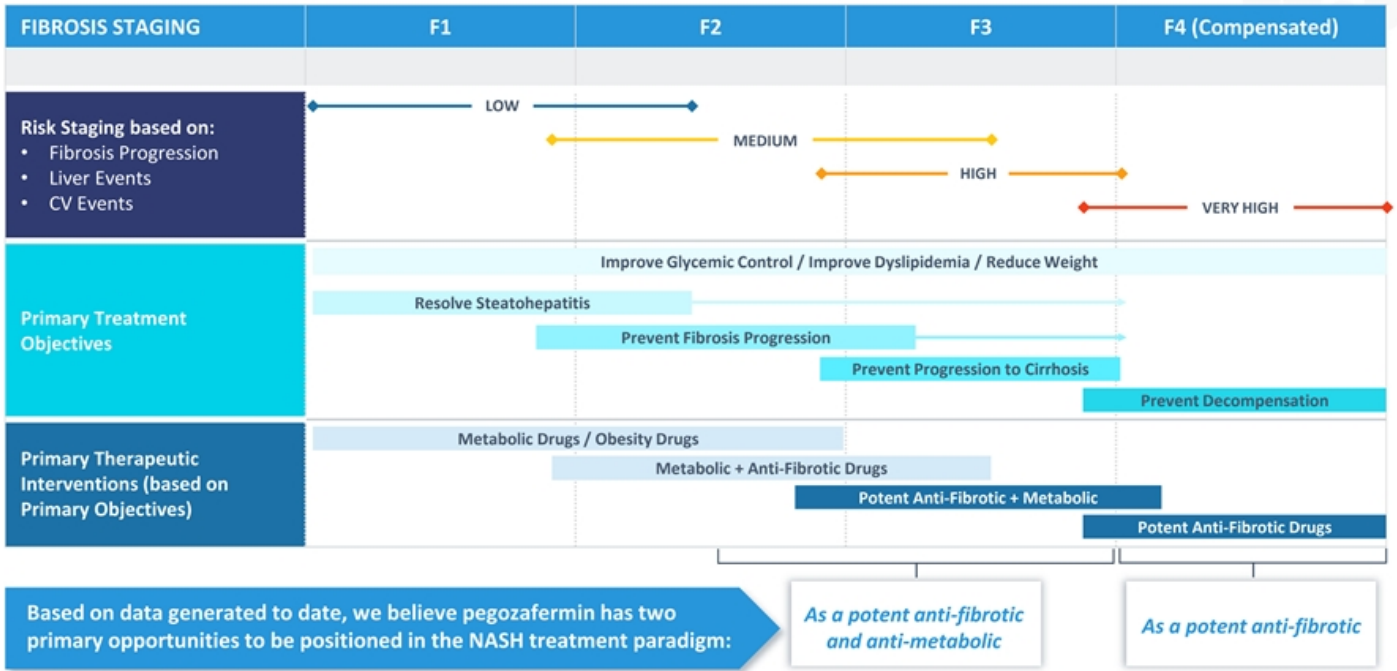 FIBROSIS STAGING
F1
F2
F3
F4 (Compensated)
Risk Staging based on:
• Fibrosis Progression
• Liver Events
• CV Events
LOW
MEDIUM
HIGH
VERY HIGH
Primary Treatment
Objectives
Improve Glycemic Control / Improve Dyslipidemia / Reduce Weight
Resolve Steatohepatitis
Prevent Fibrosis Progression
Prevent Progression to Cirrhosis
Prevent Decompensation
Primary Therapeutic
Interventions (based on
Primary Objectives)
Metabolic Drugs / Obesity Drugs
Metabolic + Anti-Fibrotic Drugs
Potent Anti-Fibrotic + Metabolic
Potent Anti-Fibrotic Drugs
Based on data generated to date, we believe pegozafermin has two
primary opportunities to be positioned in the NASH treatment paradigm:
As a potent anti-fibrotic
and anti-metabolic
As a potent anti-fibrotic